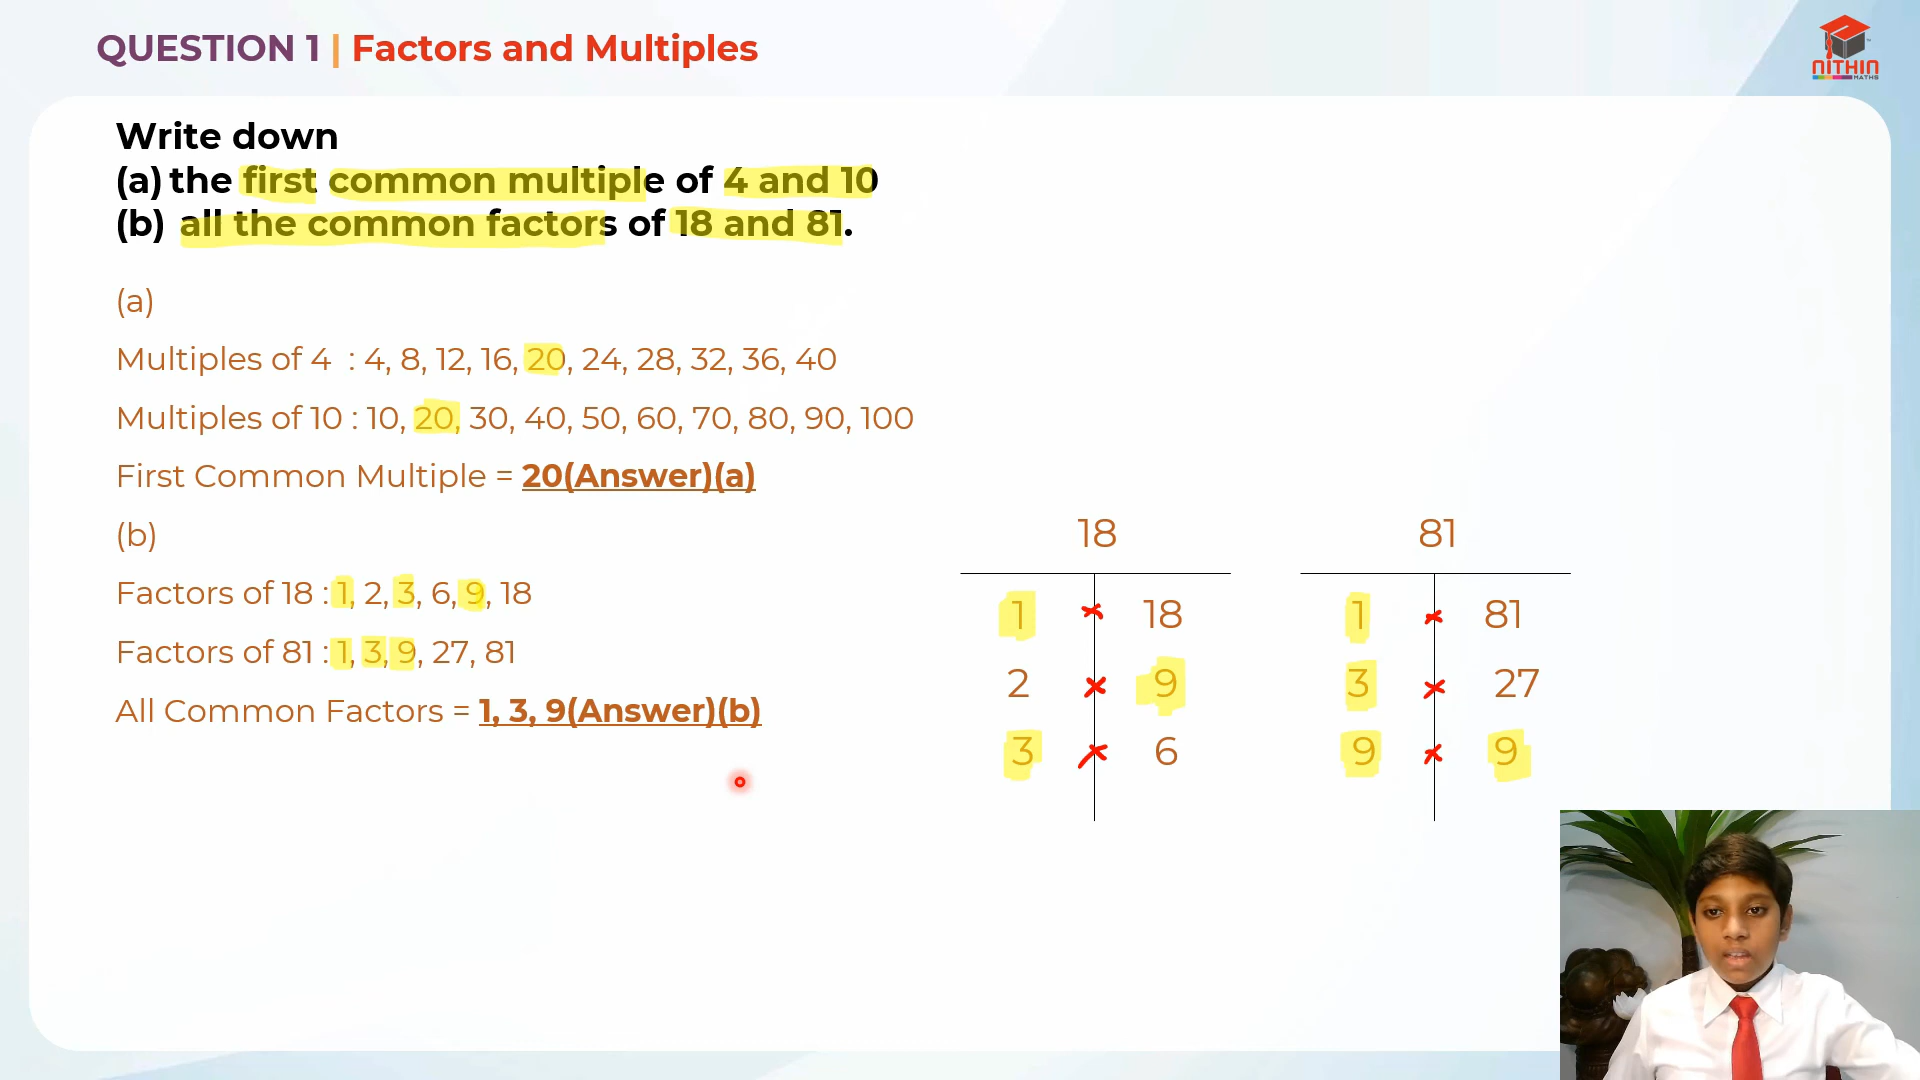 QUESTION 1 | Factors and Multiples
NITHIN
MATHS
Write down
(a) the first common multiple of 4 and 10
(b) all the common factors of 18 and 81.
(a)
Multiples of 4 : 4, 8, 12, 16, 20, 24, 28, 32, 36, 40
Multiples of 10 : 10, 20, 30, 40, 50, 60, 70, 80, 90, 100
First Common Multiple = 20(Answer)(a)
(b)
Factors of 18 : 1, 2, 3, 6, 9, 18
Factors of 81 : 1, 3, 9, 27, 81
All Common Factors = 1, 3, 9(Answer)(b)
18
1 × 18
2 × 9
3 × 6
81
1 × 81
3 × 27
9 × 9